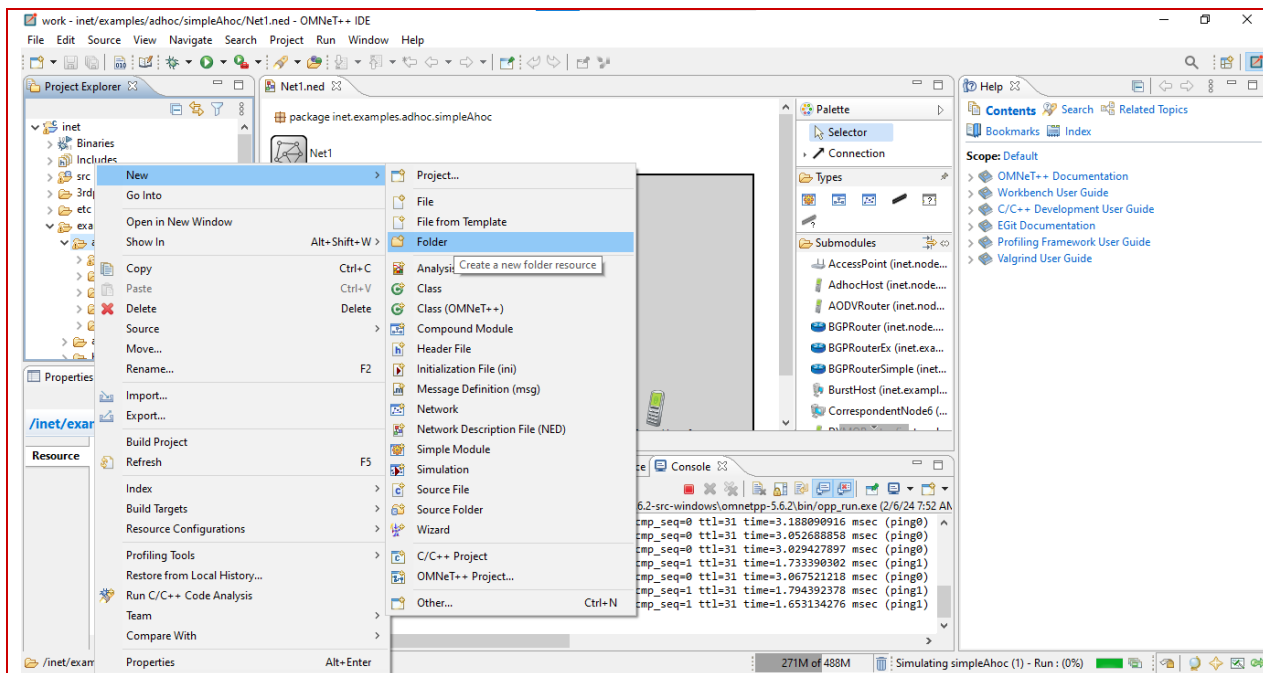 work - inet/examples/adhoc/simpleAhoc/Net1.ned - OMNeT++ IDE
File Edit Source View Navigate Search Project Run Window Help
Project Explorer
inet
Binaries
Includes
src
etc
Net1.ned
package inet.examples.adhoc.simpleAhoc
Net1
New
Go Into
Open in New Window
Show In Alt+Shift+W >
Copy Ctrl+C
Paste Ctrl+V
Delete Delete
Source
Move...
Rename... F2
Import...
Export...
Build Project
Refresh F5
Index
Build Targets
Resource Configurations
Profiling Tools
Restore from Local History...
Run C/C++ Code Analysis
Team
Compare With
Properties Alt+Enter
Project...
File
File from Template
Folder
Create a new folder resource
Class
Class (OMNeT++)
Compound Module
Header File
Initialization File (ini)
Message Definition (msg)
Network
Network Description File (NED)
Simple Module
Simulation
Source File
Source Folder
Wizard
C/C++ Project
OMNeT++ Project...
Other... Ctrl+N
Palette
Selector
Connection
Types
Submodules
AccessPoint (inet.node....
AdhocHost (inet.node....
AODVRouter (inet.nod...
BGPRouter (inet.node....
BGPRouterEx (inet.exa...
BGPRouterSimple (inet...
BurstHost (inet.exampl...
CorrespondentNode6 (...
Properties
/inet/exar
Resource
Console
6.2-src-windows\omnetpp-5.6.2\bin/opp_run.exe (2/6/24 7:52 AM
cmp_seq=0 ttl=31 time=3.188090916 msec (ping0)
cmp_seq=0 ttl=31 time=3.052688858 msec (ping0)
cmp_seq=0 ttl=31 time=3.029427897 msec (ping0)
cmp_seq=1 ttl=31 time=1.733390302 msec (ping1)
cmp_seq=0 ttl=31 time=3.067521218 msec (ping0)
cmp_seq=1 ttl=31 time=1.794392378 msec (ping1)
cmp_seq=1 ttl=31 time=1.653134276 msec (ping1)
Help
Contents Search Related Topics
Bookmarks Index
Scope: Default
OMNeT++ Documentation
Workbench User Guide
C/C++ Development User Guide
EGit Documentation
Profiling Framework User Guide
Valgrind User Guide
/inet/exam
271M of 488M
Simulating simpleAhoc (1) - Run : (0%)